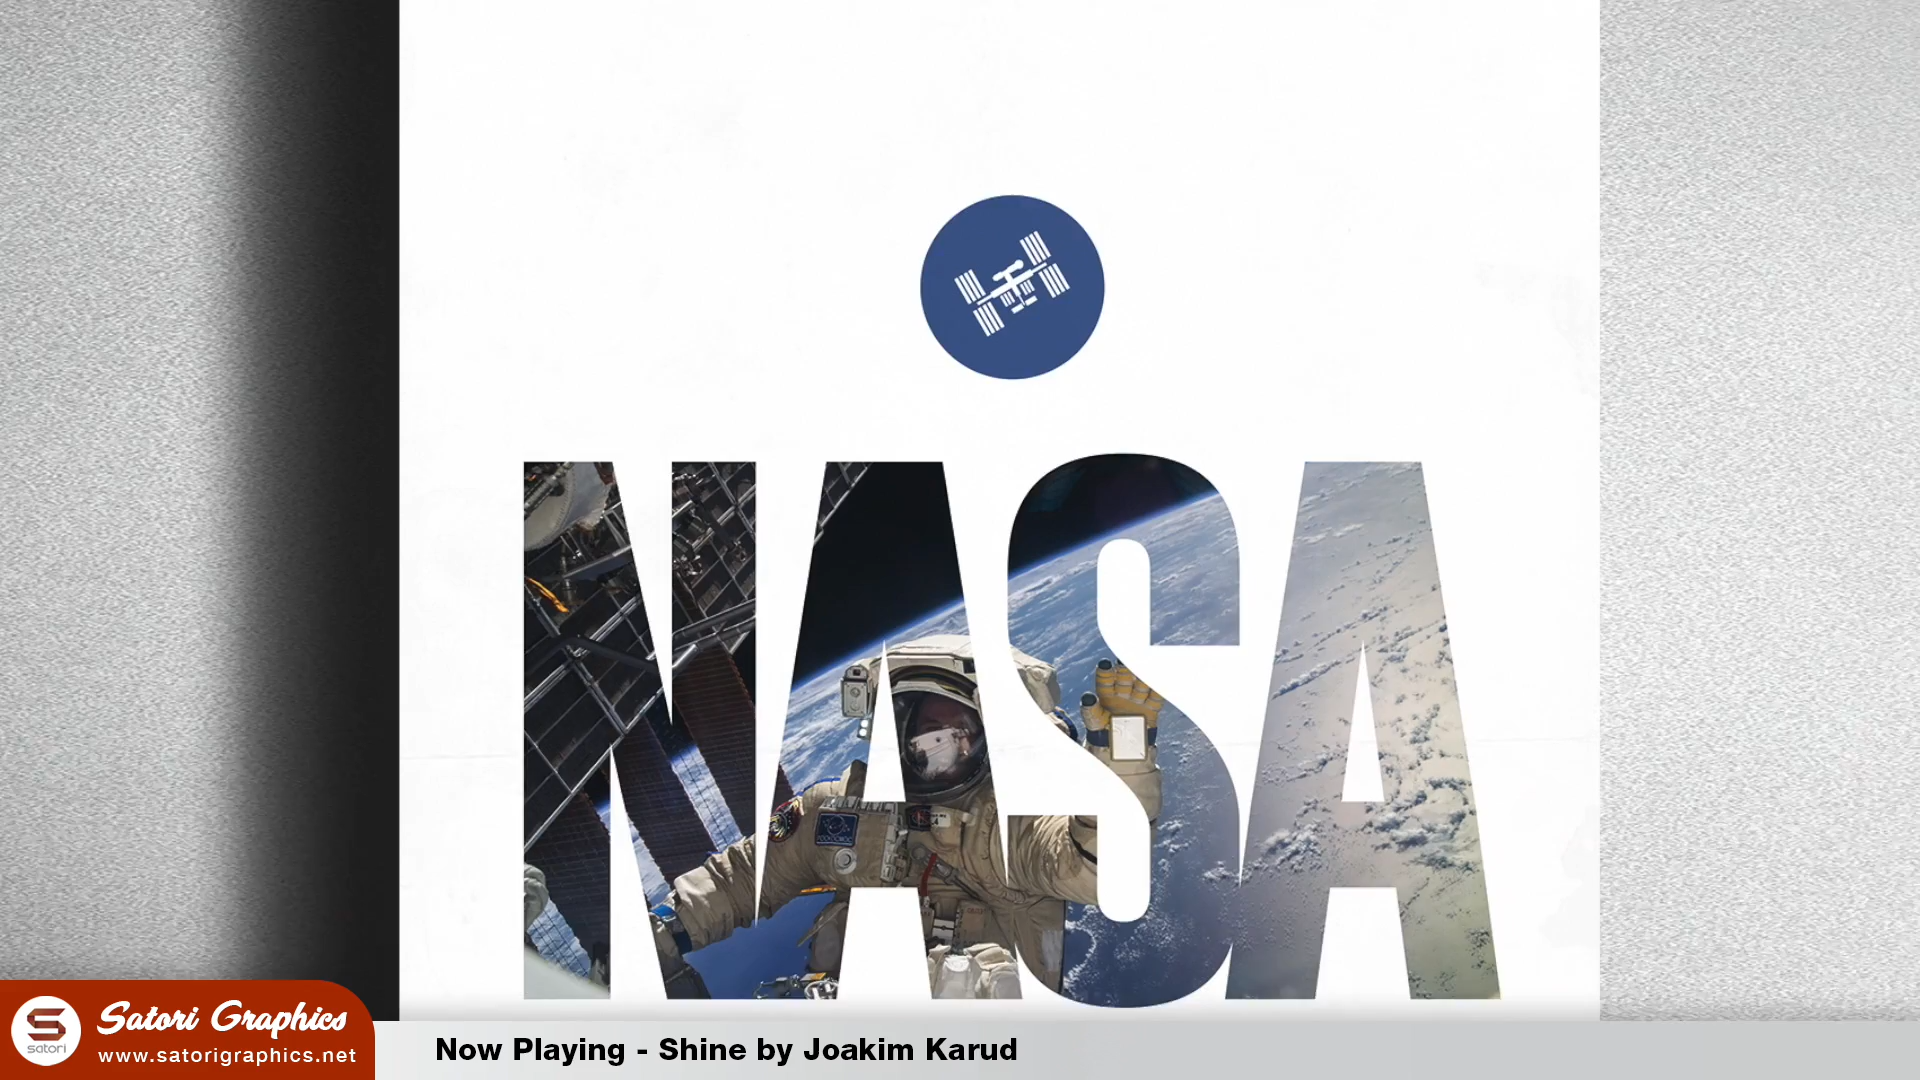 NASA
Satori Graphics
satori
www.satorigraphics.net
Now Playing - Shine by Joakim Karud